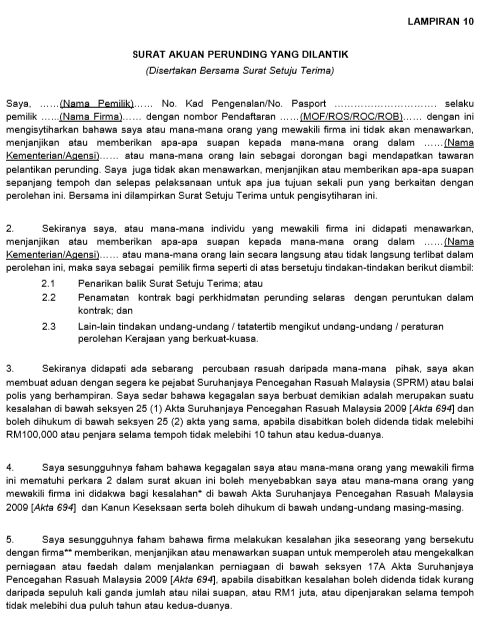 LAMPIRAN 10
SURAT AKUAN PERUNDING YANG DILANTIK
(Disertakan Bersama Surat Setuju Terima)
Saya, ……(Nama Pemilik)…… No. Kad Pengenalan/No. Pasport ………………………… selaku
pemilik …...(Nama Firma)…… dengan nombor Pendaftaran ……(MOF/ROS/ROC/ROB)…… dengan ini
mengisytiharkan bahawa saya atau mana-mana orang yang mewakili firma ini tidak akan menawarkan,
menjanjikan atau memberikan apa-apa suapan kepada mana-mana orang dalam ……(Nama
Kementerian/Agensi)…… atau mana-mana orang lain sebagai dorongan bagi mendapatkan tawaran
pelantikan perunding. Saya juga tidak akan menawarkan, menjanjikan atau memberikan apa-apa suapan
sepanjang tempoh dan selepas pelaksanaan untuk apa jua tujuan sekali pun yang berkaitan dengan
perolehan ini. Bersama ini dilampirkan Surat Setuju Terima untuk pengisytiharan ini.
2. Sekiranya saya, atau mana-mana individu yang mewakili firma ini didapati menawarkan,
menjanjikan atau memberikan apa-apa suapan kepada mana-mana orang dalam ……(Nama
Kementerian/Agensi)…… atau mana-mana orang lain secara langsung atau tidak langsung terlibat dalam
perolehan ini, maka saya sebagai pemilik firma seperti di atas bersetuju tindakan-tindakan berikut diambil:
2.1 Penarikan balik Surat Setuju Terima; atau
2.2 Penamatan kontrak bagi perkhidmatan perunding selaras dengan peruntukan dalam
kontrak; dan
2.3 Lain-lain tindakan undang-undang / tatatertib mengikut undang-undang / peraturan
perolehan Kerajaan yang berkuat-kuasa.
3. Sekiranya didapati ada sebarang percubaan rasuah daripada mana-mana pihak, saya akan
membuat aduan dengan segera ke pejabat Suruhanjaya Pencegahan Rasuah Malaysia (SPRM) atau balai
polis yang berhampiran. Saya sedar bahawa kegagalan saya berbuat demikian adalah merupakan suatu
kesalahan di bawah seksyen 25 (1) Akta Suruhanjaya Pencegahan Rasuah Malaysia 2009 [Akta 694] dan
boleh dihukum di bawah seksyen 25 (2) akta yang sama, apabila disabitkan boleh didenda tidak melebihi
RM100,000 atau penjara selama tempoh tidak melebihi 10 tahun atau kedua-duanya.
4. Saya sesungguhnya faham bahawa kegagalan saya atau mana-mana orang yang mewakili firma
ini mematuhi perkara 2 dalam surat akuan ini boleh menyebabkan saya atau mana-mana orang yang
mewakili firma ini didakwa bagi kesalahan* di bawah Akta Suruhanjaya Pencegahan Rasuah Malaysia
2009 [Akta 694] dan Kanun Keseksaan serta boleh dihukum di bawah undang-undang masing-masing.
5. Saya sesungguhnya faham bahawa firma melakukan kesalahan jika seseorang yang bersekutu
dengan firma** memberikan, menjanjikan atau menawarkan suapan untuk memperoleh atau mengekalkan
perniagaan atau faedah dalam menjalankan perniagaan di bawah seksyen 17A Akta Suruhanjaya
Pencegahan Rasuah Malaysia 2009 [Akta 694], apabila disabitkan kesalahan boleh didenda tidak kurang
daripada sepuluh kali ganda jumlah atau nilai suapan, atau RM1 juta, atau dipenjarakan selama tempoh
tidak melebihi dua puluh tahun atau kedua-duanya.